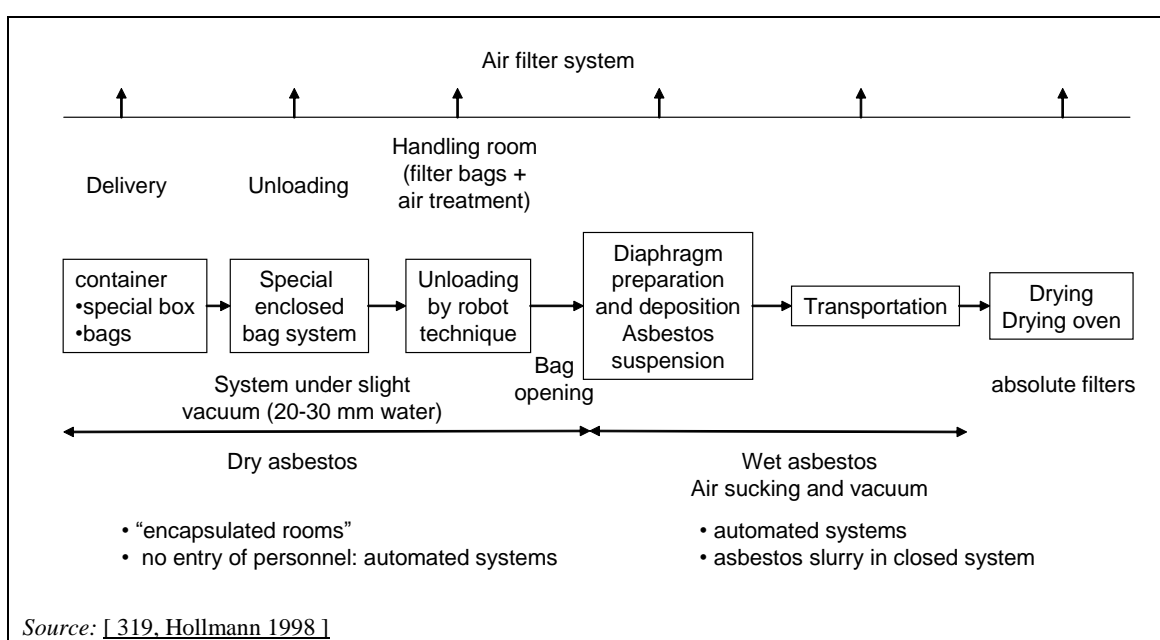 Air filter system
Delivery
Unloading
Handling room
(filter bags +
air treatment)
container
•special box
•bags
Special
enclosed
bag system
Unloading
by robot
technique
Bag
opening
Diaphragm
preparation
and deposition
Asbestos
suspension
Transportation
Drying
Drying oven
absolute filters
System under slight
vacuum (20-30 mm water)
Dry asbestos
Wet asbestos
Air sucking and vacuum
• “encapsulated rooms”
• no entry of personnel: automated systems
• automated systems
• asbestos slurry in closed system
Source: [ 319, Hollmann 1998 ]